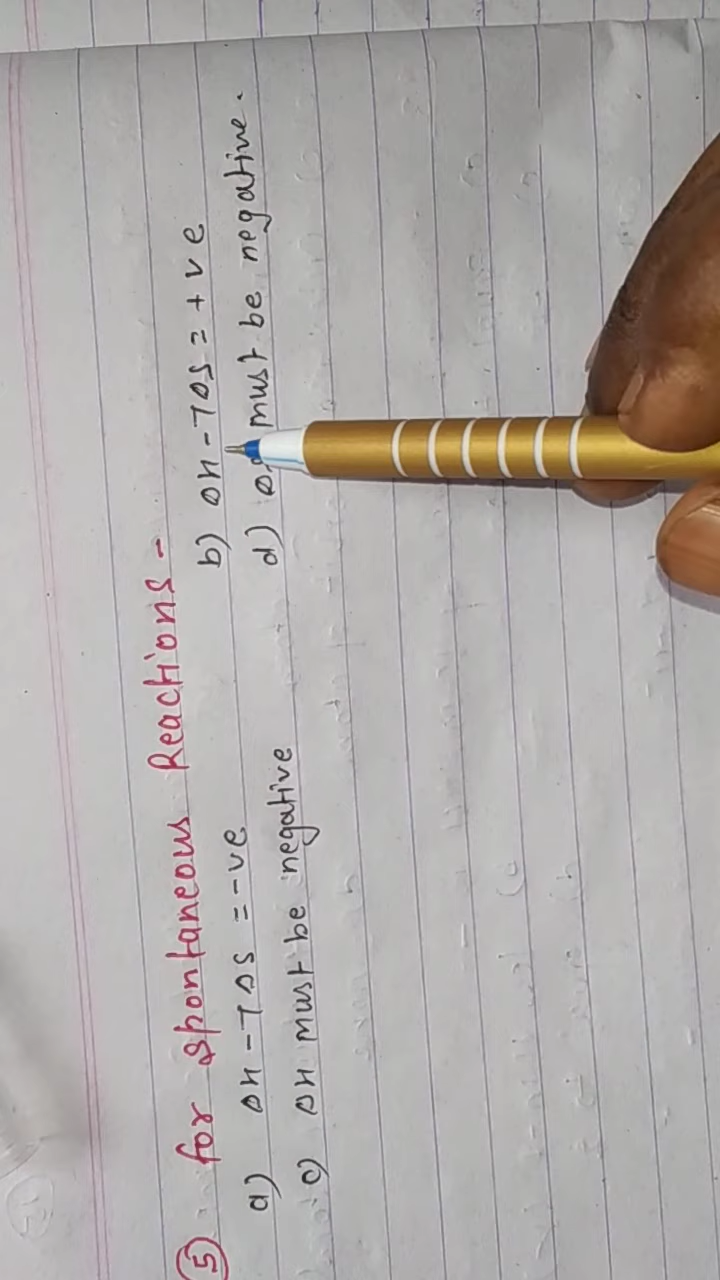 5 for spontaneous Reactions -
a) ΔH - TΔS = -ve b) ΔH - TΔS = +ve
c) ΔH must be negative d) must be negative.